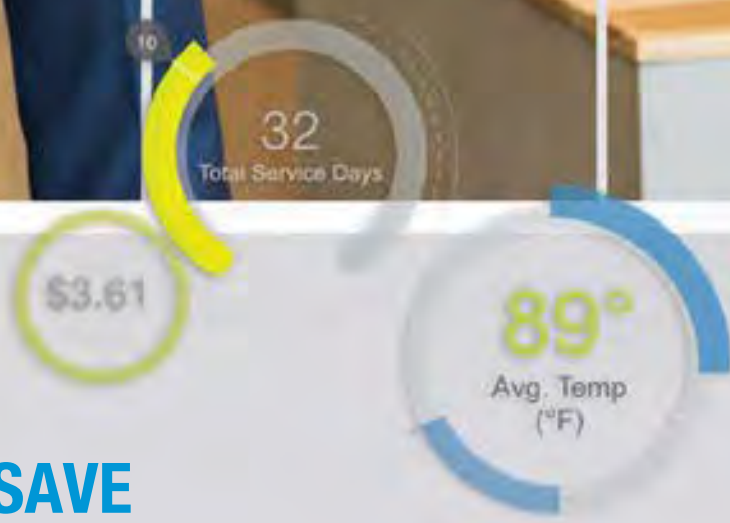 10
32
Total Service Days
$3.61
89°
Avg. Temp
(°F)
SAVE